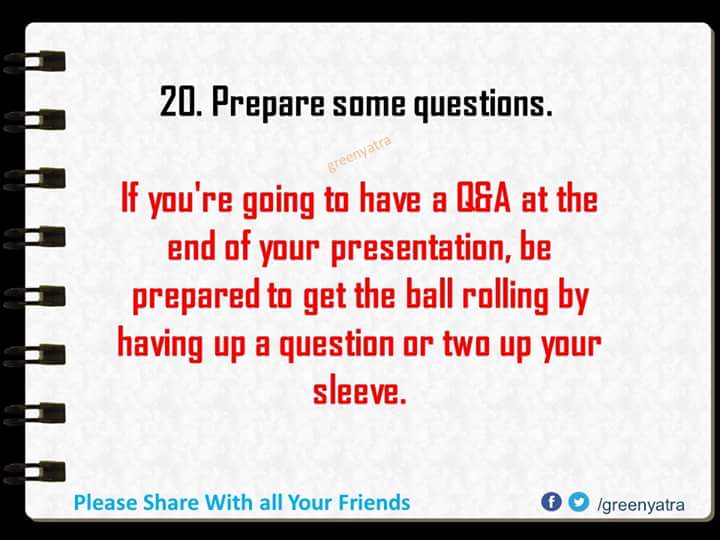 20. Prepare some questions.
greenyatra
If you're going to have a Q&A at the
end of your presentation, be
prepared to get the ball rolling by
having up a question or two up your
sleeve.
Please Share With all Your Friends
/greenyatra